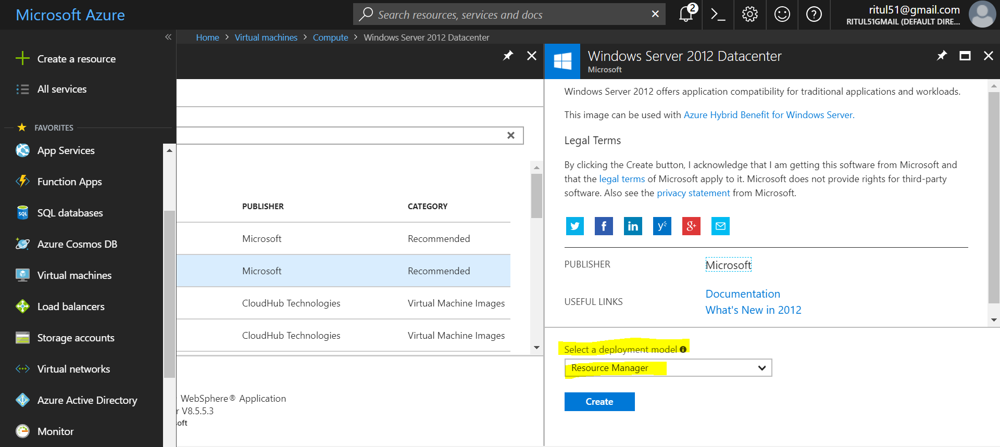 Microsoft Azure
Search resources, services and docs
2
ritul51@gmail.com
RITUL51GMAIL (DEFAULT DIRE...
Home > Virtual machines > Compute > Windows Server 2012 Datacenter
Create a resource
All services
FAVORITES
App Services
Function Apps
SQL
SQL databases
Azure Cosmos DB
Virtual machines
Load balancers
Storage accounts
Virtual networks
Azure Active Directory
Monitor
PUBLISHER CATEGORY
Microsoft Recommended
Microsoft Recommended
CloudHub Technologies Virtual Machine Images
CloudHub Technologies Virtual Machine Images
WebSphere® Application
r V8.5.5.3
soft
Windows Server 2012 Datacenter
Microsoft
Windows Server 2012 offers application compatibility for traditional applications and workloads.
This image can be used with Azure Hybrid Benefit for Windows Server.
Legal Terms
By clicking the Create button, I acknowledge that I am getting this software from Microsoft and
that the legal terms of Microsoft apply to it. Microsoft does not provide rights for third-party
software. Also see the privacy statement from Microsoft.
PUBLISHER Microsoft
USEFUL LINKS
Documentation
What's New in 2012
Select a deployment model
Resource Manager
Create